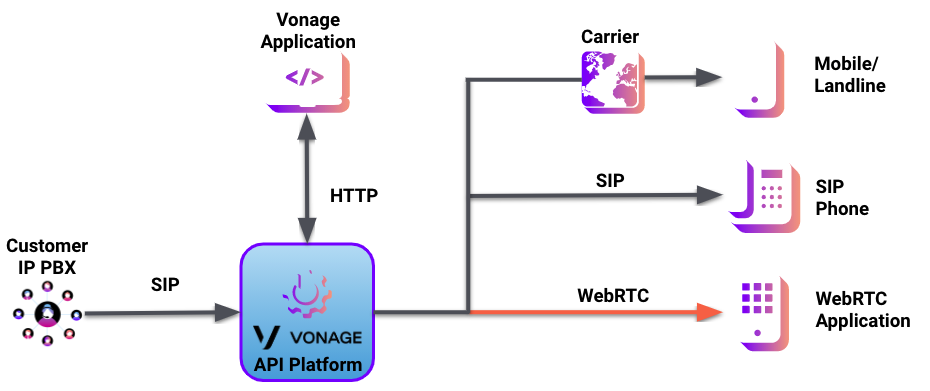 Vonage
Application
</>
Carrier
Mobile/
Landline
HTTP
SIP
SIP
Phone
Customer
IP PBX
SIP
VONAGE
API Platform
WebRTC
WebRTC
Application